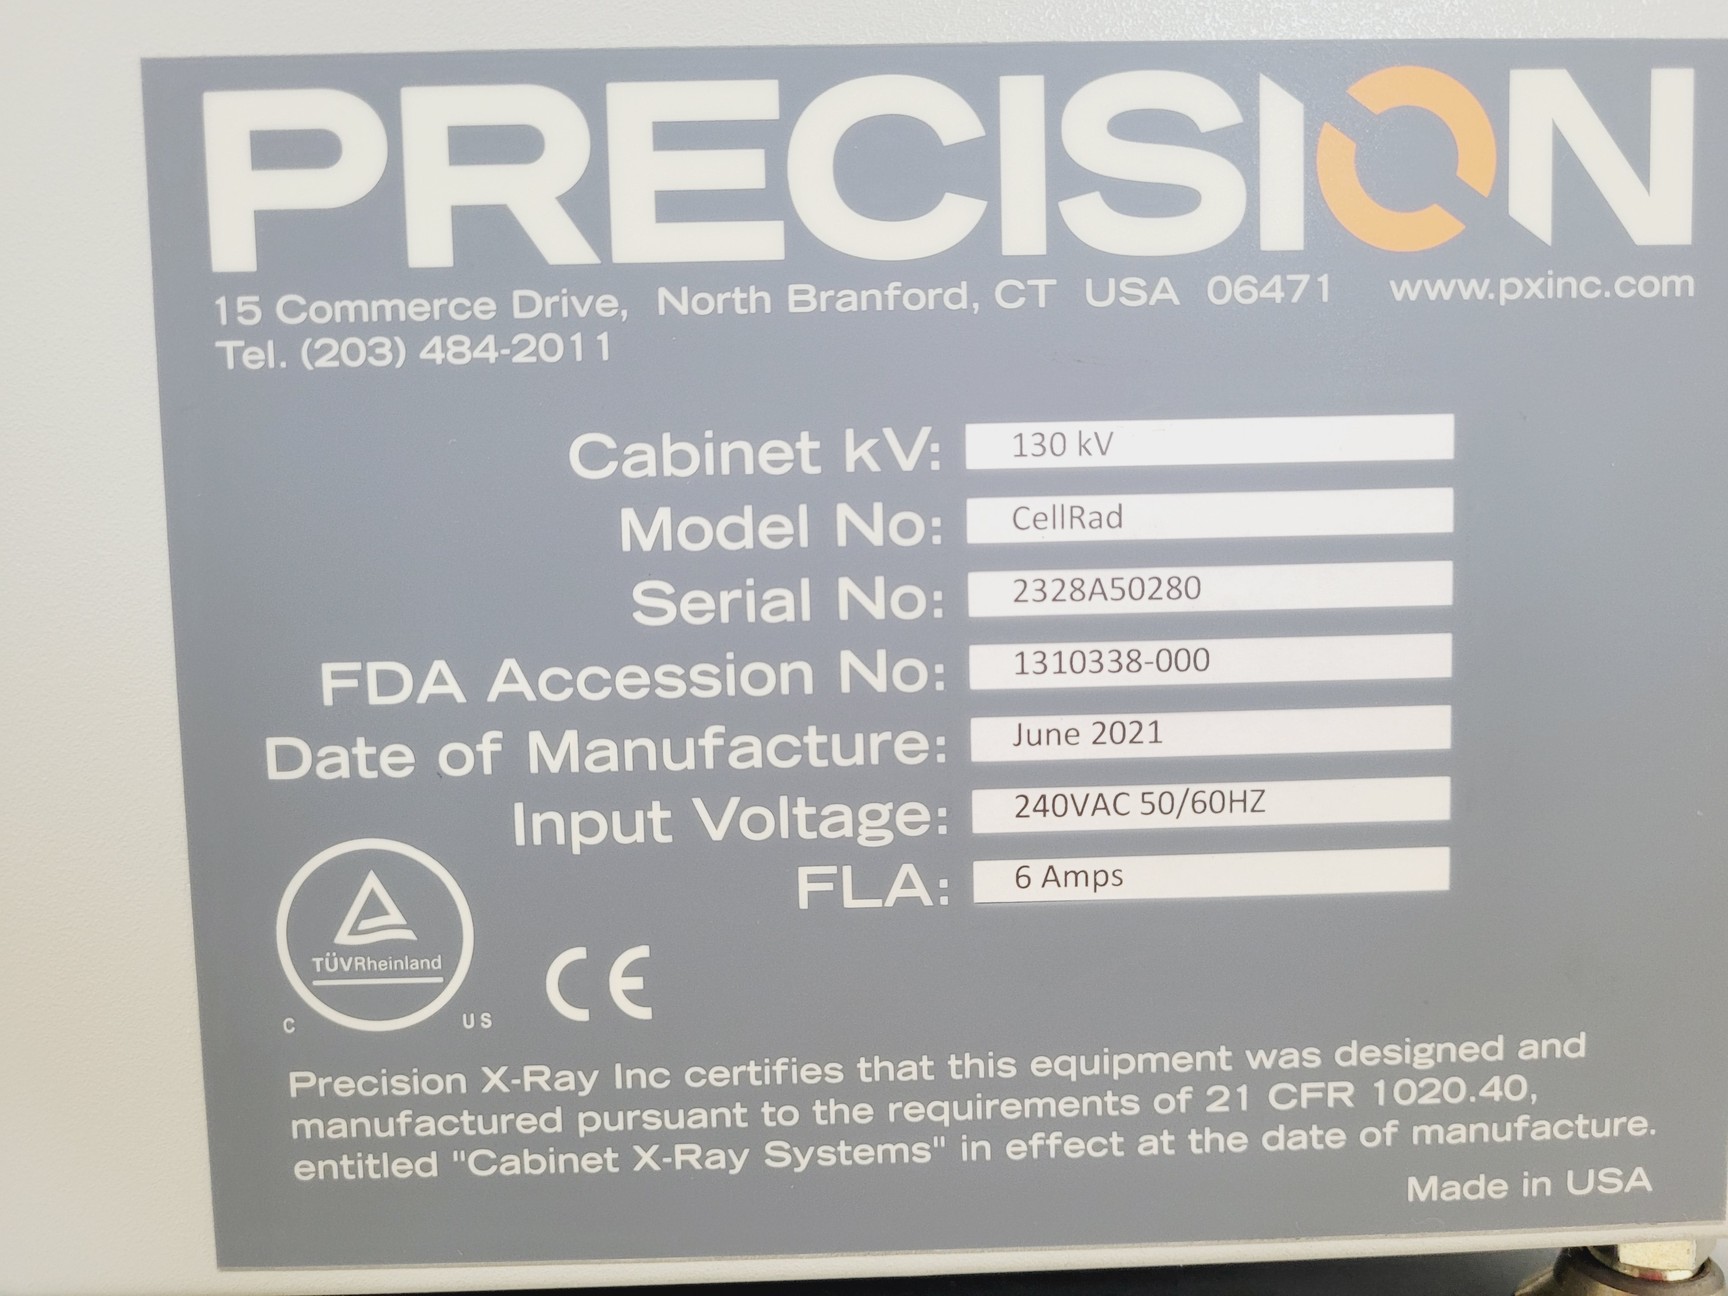 PRECISION
15 Commerce Drive, North Branford, CT USA 06471 www.pxinc.com
Tel. (203) 484-2011
Cabinet kV: 130 kV
Model No: CellRad
Serial No: 2328A50280
FDA Accession No: 1310338-000
Date of Manufacture: June 2021
Input Voltage: 240VAC 50/60HZ
FLA: 6 Amps
TÜVRheinland
C US
CE
Precision X-Ray Inc certifies that this equipment was designed and
manufactured pursuant to the requirements of 21 CFR 1020.40,
entitled "Cabinet X-Ray Systems" in effect at the date of manufacture.
Made in USA